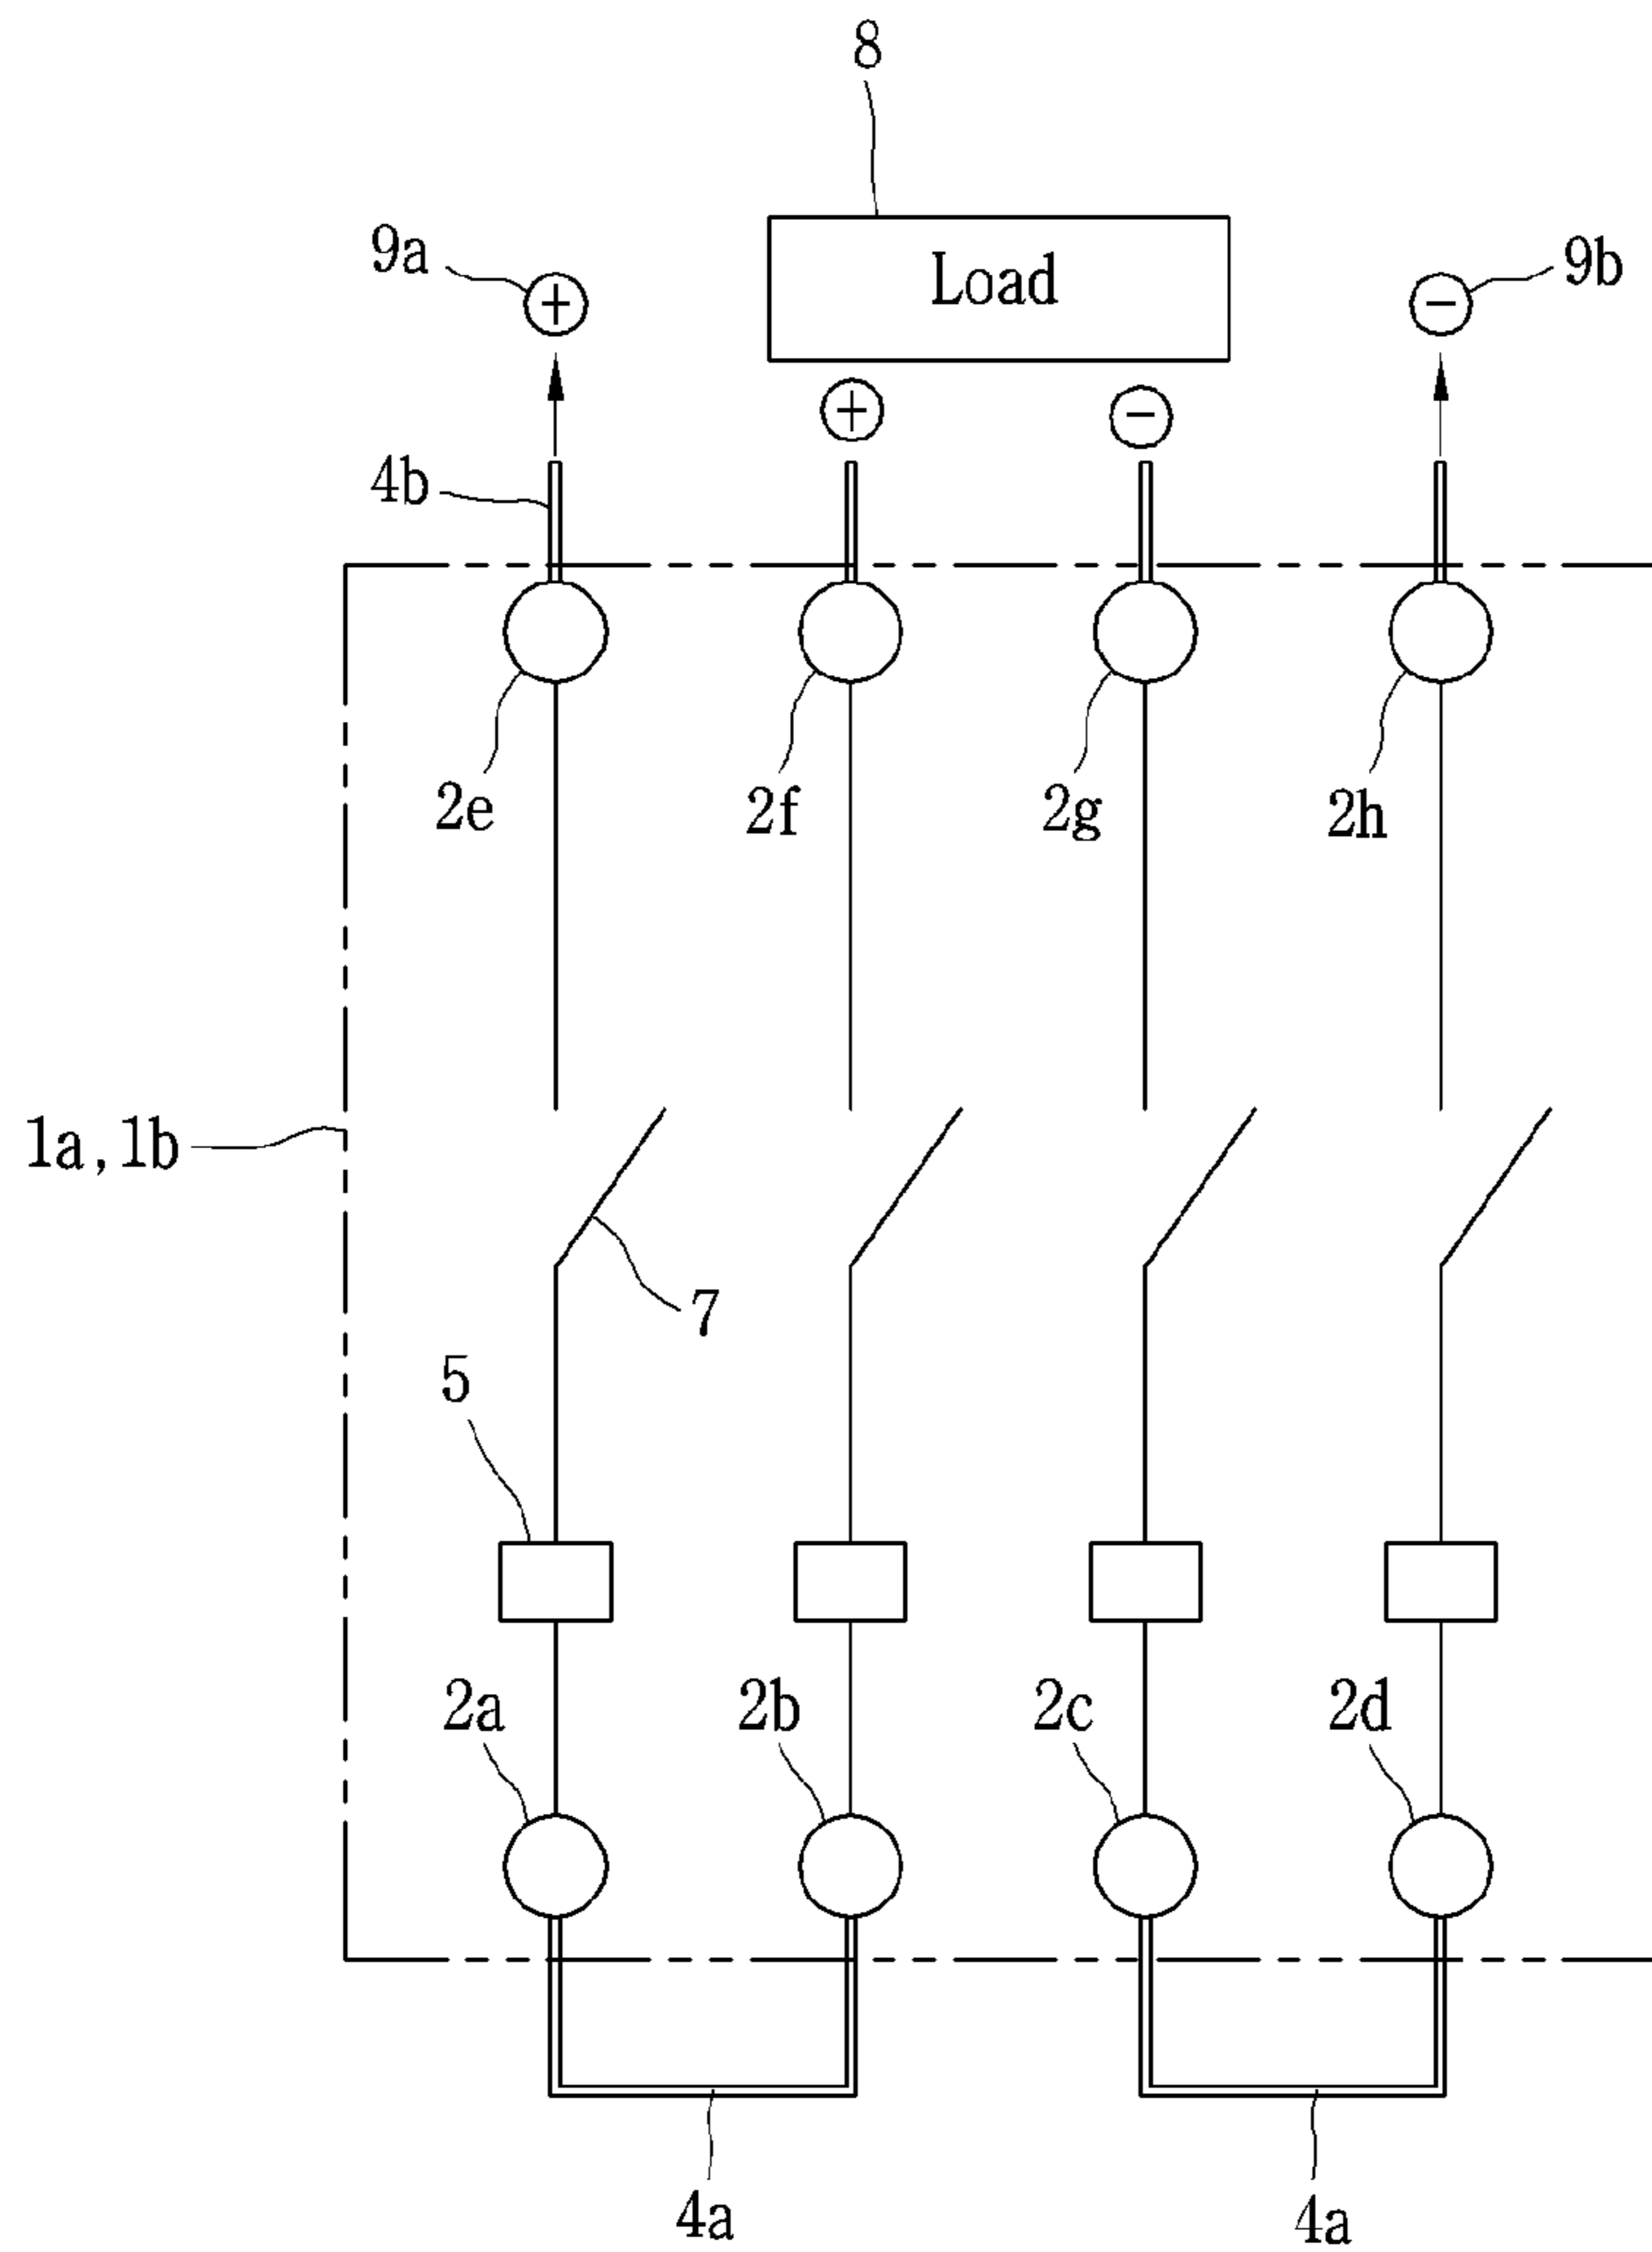 8
9a + Load − 9b
+ −
4b
2e 2f 2g 2h
1a, 1b
7
5
2a 2b 2c 2d
4a 4a